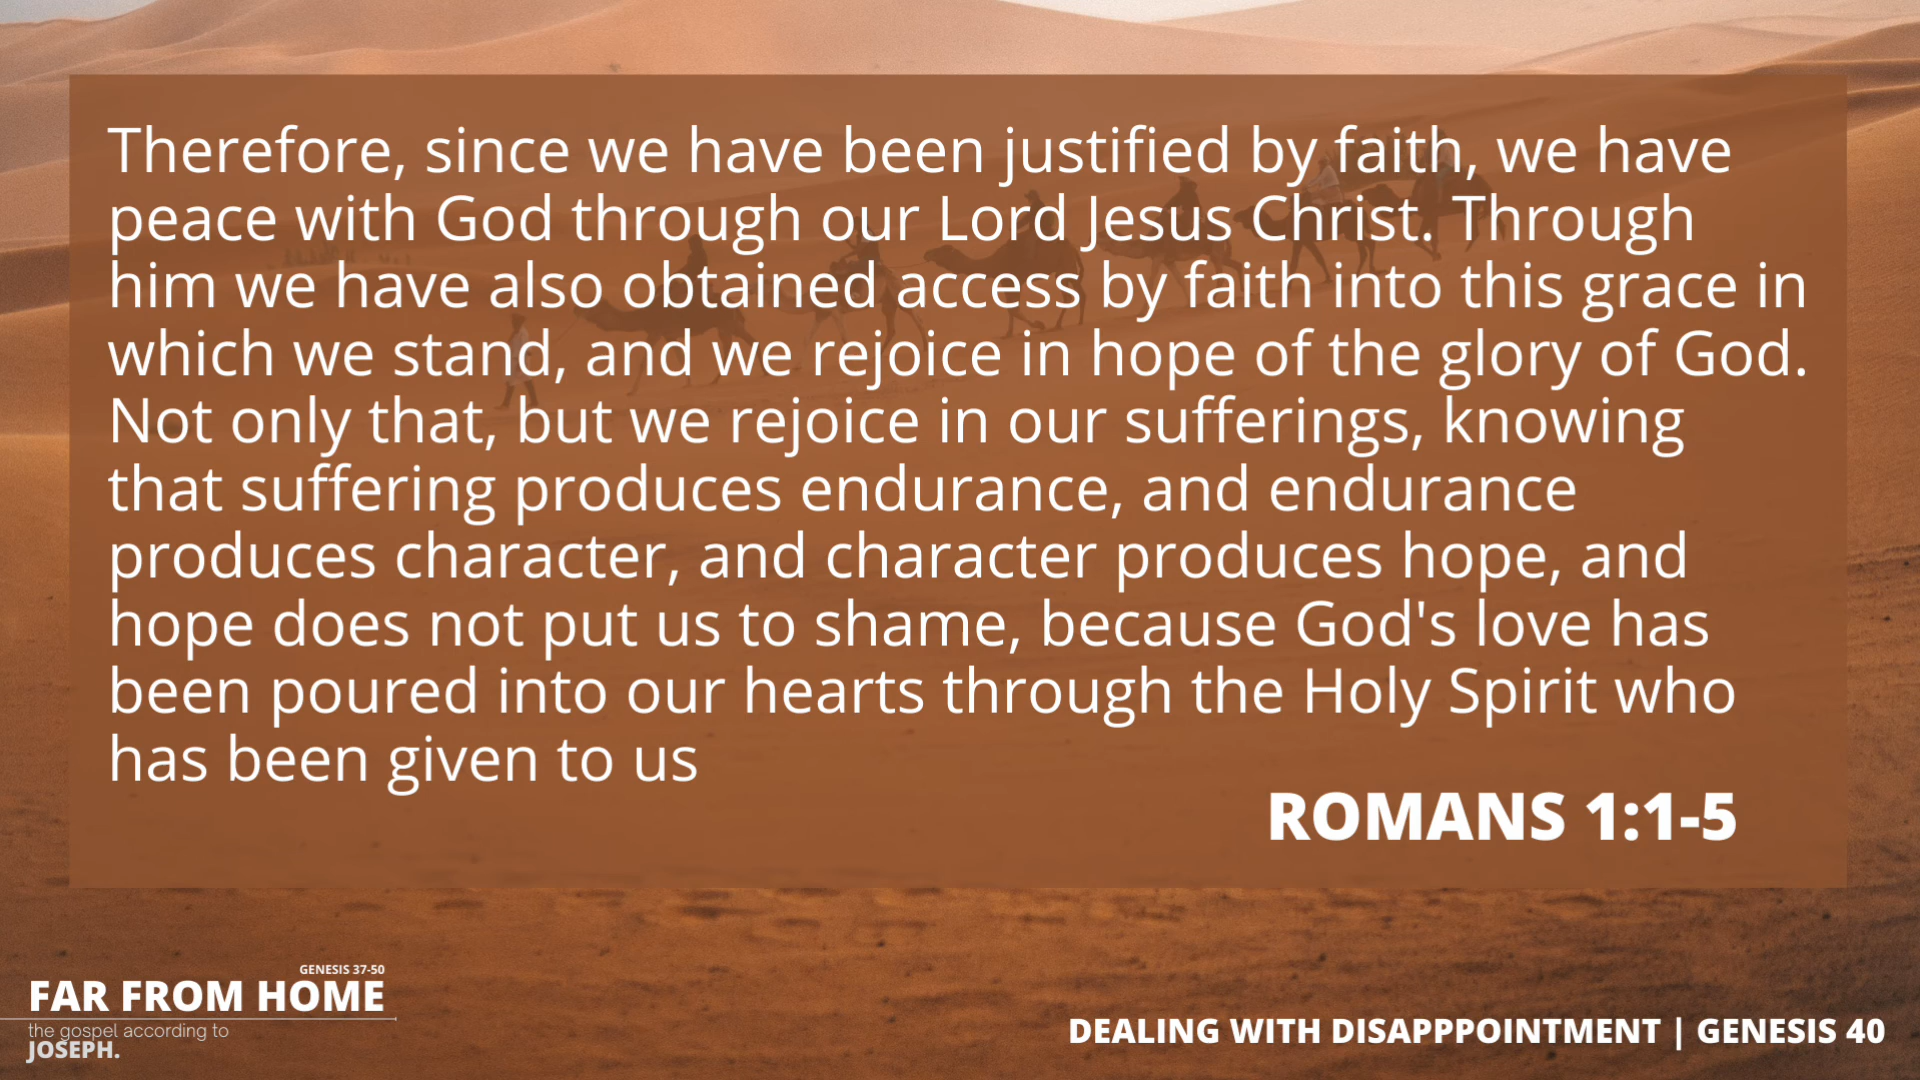 Therefore, since we have been justified by faith, we have
peace with God through our Lord Jesus Christ. Through
him we have also obtained access by faith into this grace in
which we stand, and we rejoice in hope of the glory of God.
Not only that, but we rejoice in our sufferings, knowing
that suffering produces endurance, and endurance
produces character, and character produces hope, and
hope does not put us to shame, because God's love has
been poured into our hearts through the Holy Spirit who
has been given to us
ROMANS 1:1-5
GENESIS 37-50
FAR FROM HOME
the gospel according to
JOSEPH.
DEALING WITH DISAPPPOINTMENT | GENESIS 40